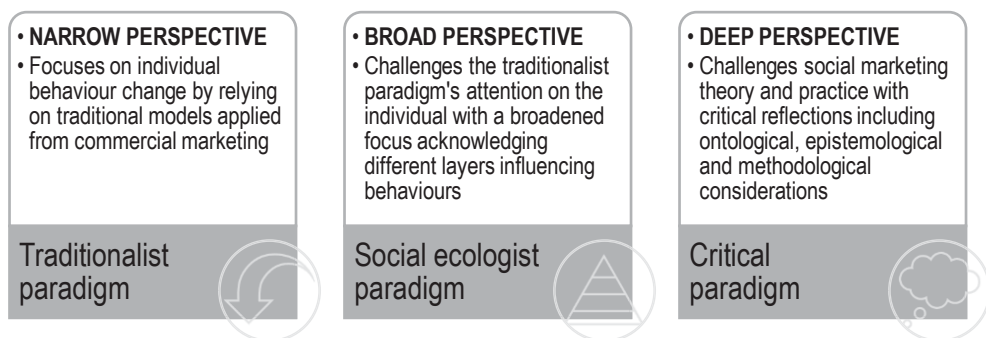 • NARROW PERSPECTIVE
• Focuses on individual
behaviour change by relying
on traditional models applied
from commercial marketing
Traditionalist
paradigm
• BROAD PERSPECTIVE
• Challenges the traditionalist
paradigm's attention on the
individual with a broadened
focus acknowledging
different layers influencing
behaviours
Social ecologist
paradigm
• DEEP PERSPECTIVE
• Challenges social marketing
theory and practice with
critical reflections including
ontological, epistemological
and methodological
considerations
Critical
paradigm